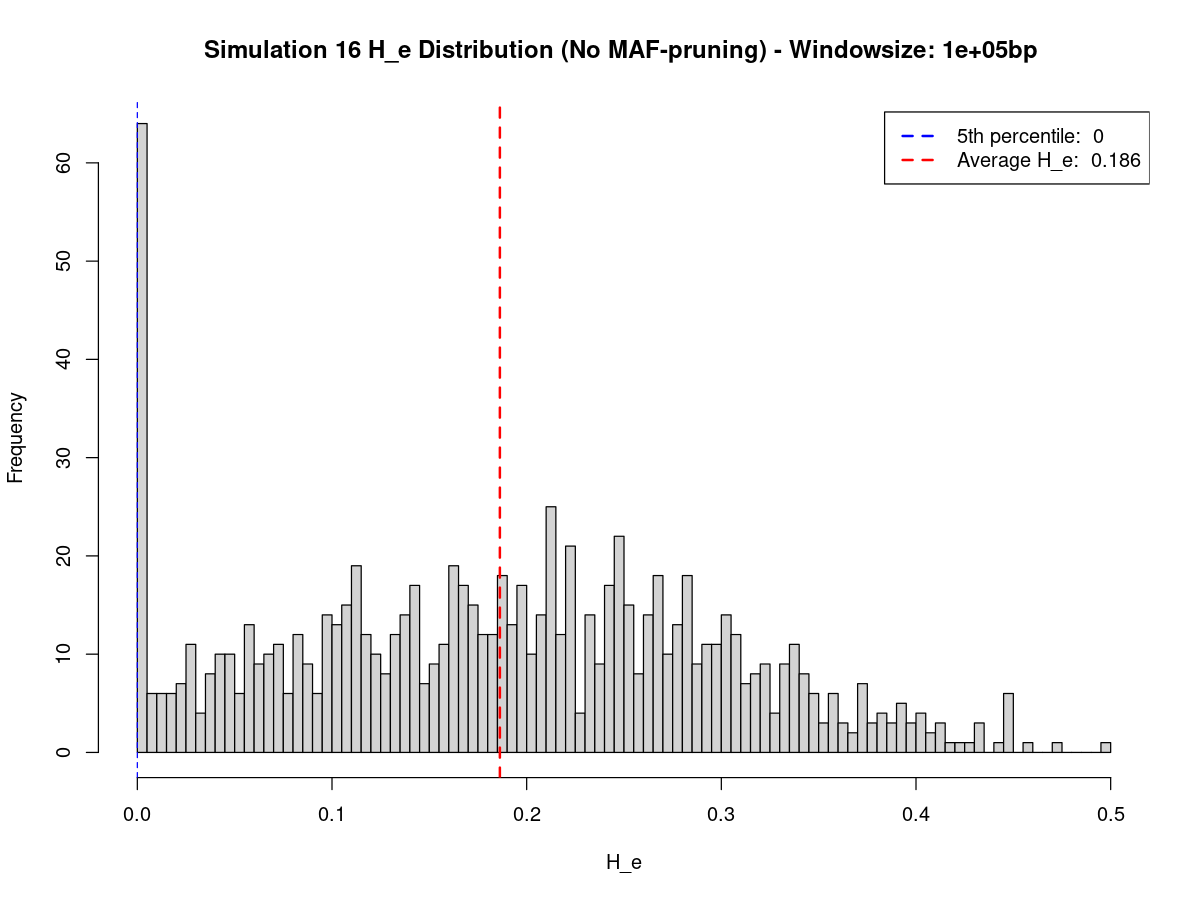 Simulation 16 H_e Distribution (No MAF-pruning) - Windowsize: 1e+05bp
5th percentile: 0
Average H_e: 0.186
Frequency
60
50
40
30
20
10
0
0.0 0.1 0.2 0.3 0.4 0.5
H_e